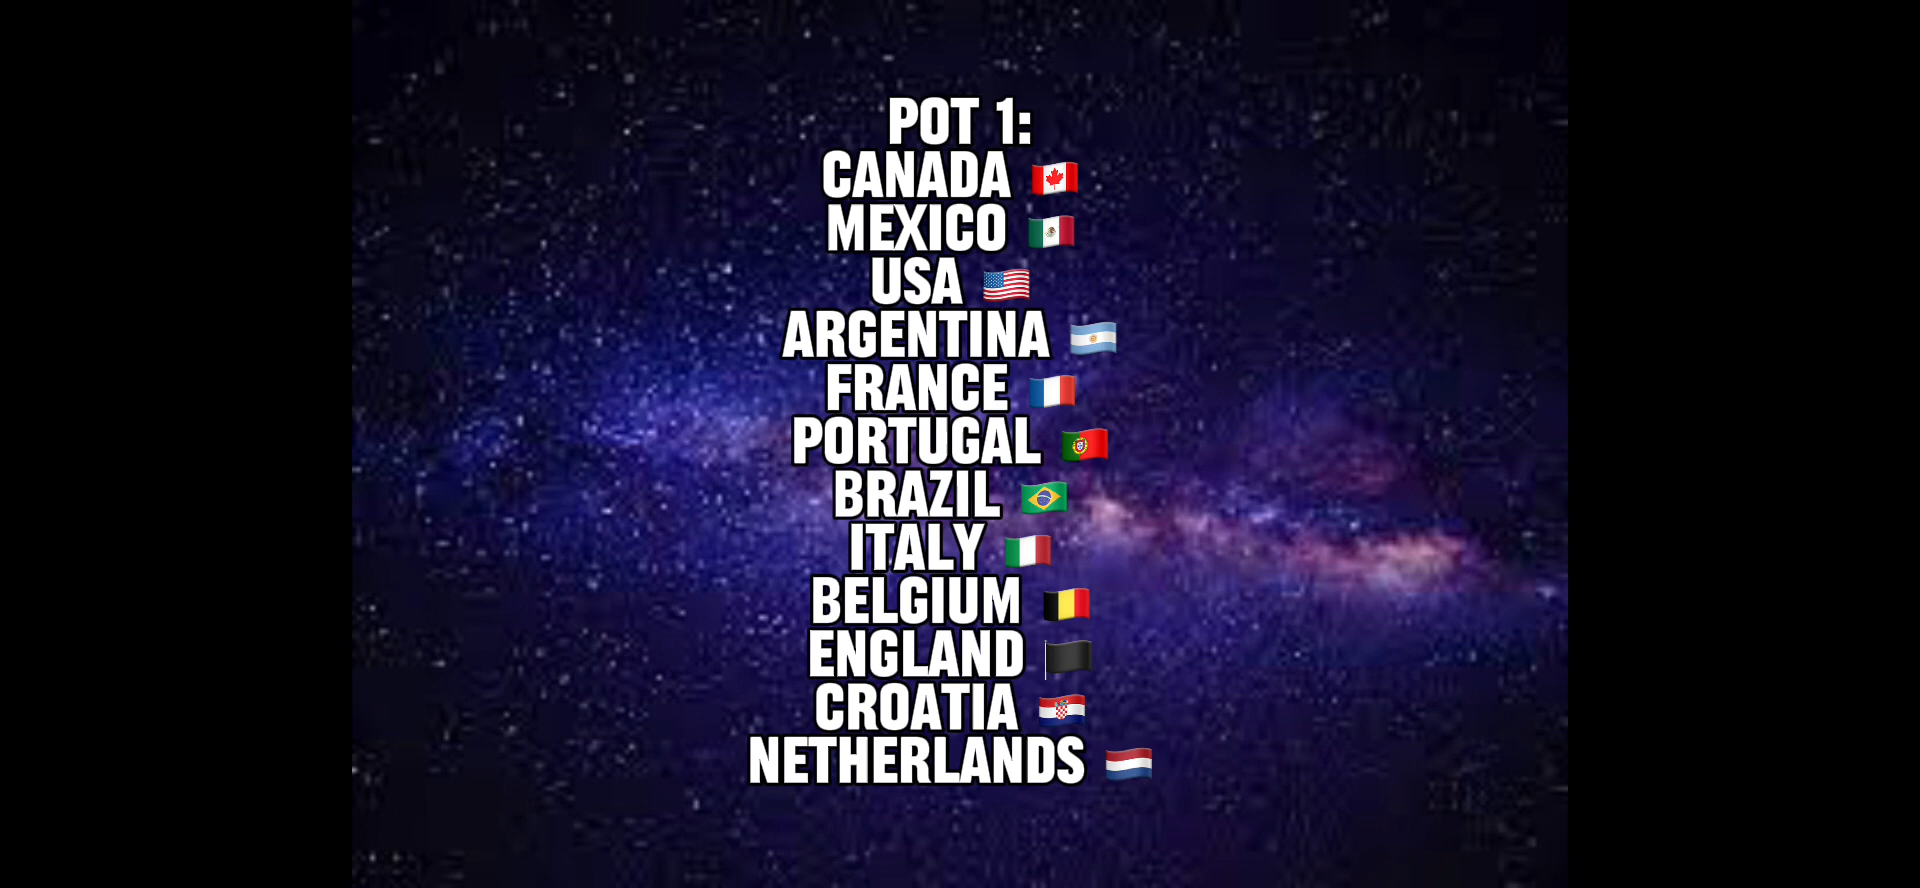 POT 1:
CANADA 🇨🇦
MEXICO 🇲🇽
USA 🇺🇸
ARGENTINA 🇦🇷
FRANCE 🇫🇷
PORTUGAL 🇵🇹
BRAZIL 🇧🇷
ITALY 🇮🇹
BELGIUM 🇧🇪
ENGLAND 🏴
CROATIA 🇭🇷
NETHERLANDS 🇳🇱